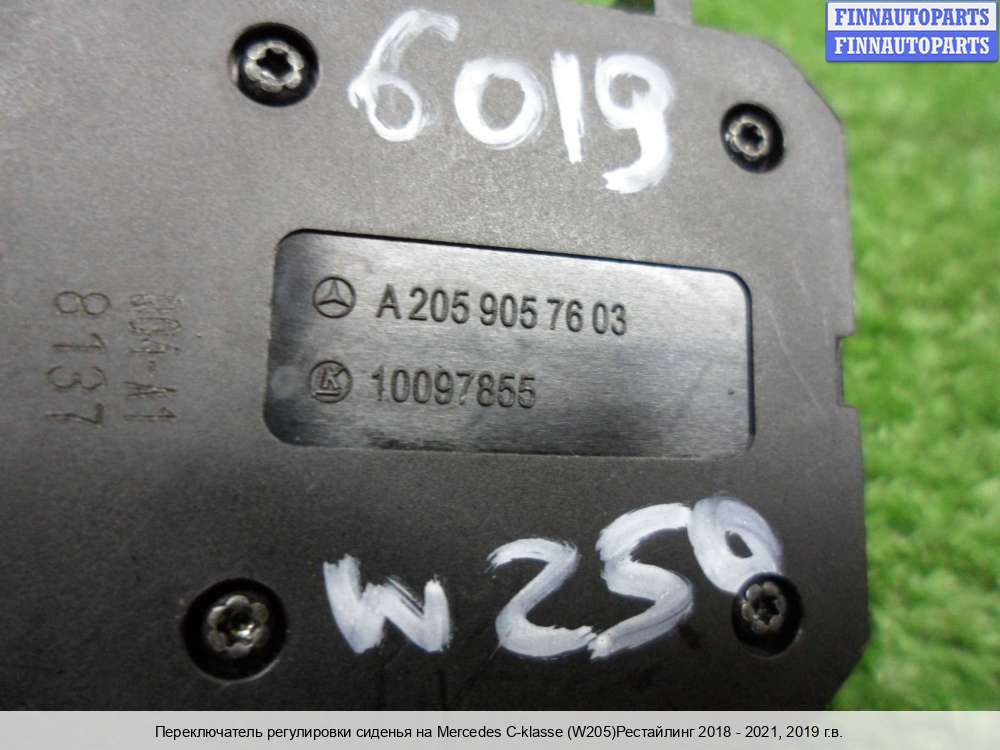 FINNAUTOPARTS
FINNAUTOPARTS
6019
A 205 905 76 03
K 10097855
8137
W250
Переключатель регулировки сиденья на Mercedes C-klasse (W205)Рестайлинг 2018 - 2021, 2019 г.в.